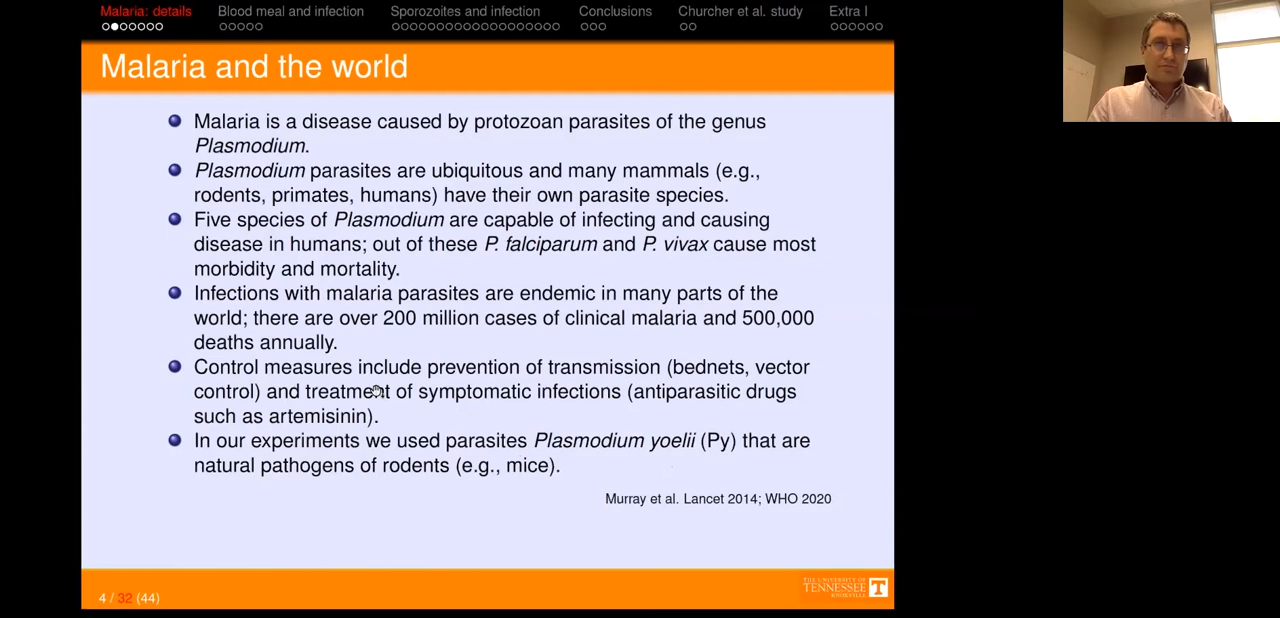 Malaria: details Blood meal and infection Sporozoites and infection Conclusions Churcher et al. study Extra I
Malaria and the world
Malaria is a disease caused by protozoan parasites of the genus
Plasmodium.
Plasmodium parasites are ubiquitous and many mammals (e.g.,
rodents, primates, humans) have their own parasite species.
Five species of Plasmodium are capable of infecting and causing
disease in humans; out of these P. falciparum and P. vivax cause most
morbidity and mortality.
Infections with malaria parasites are endemic in many parts of the
world; there are over 200 million cases of clinical malaria and 500,000
deaths annually.
Control measures include prevention of transmission (bednets, vector
control) and treatment of symptomatic infections (antiparasitic drugs
such as artemisinin).
In our experiments we used parasites Plasmodium yoelii (Py) that are
natural pathogens of rodents (e.g., mice).
Murray et al. Lancet 2014; WHO 2020
4 / 32 (44)
THE UNIVERSITY OF
TENNESSEE
KNOXVILLE
T